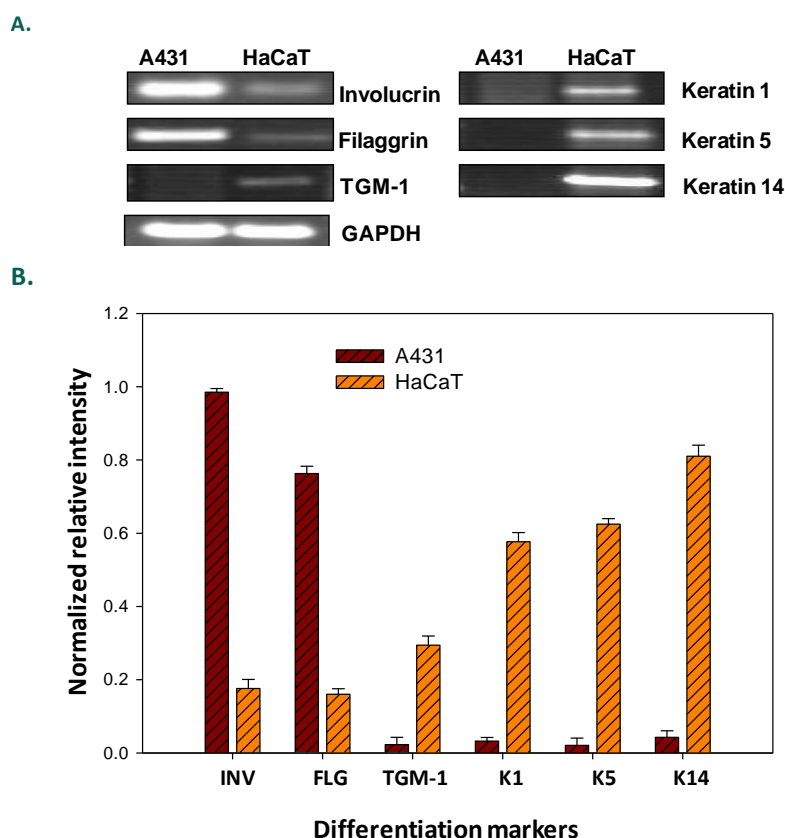 A.
A431 HaCaT A431 HaCaT
Involucrin Keratin 1
Filaggrin Keratin 5
TGM-1 Keratin 14
GAPDH
B.
1.2
1.0
0.8
0.6
0.4
0.2
0.0
Normalized relative intensity
A431
HaCaT
INV FLG TGM-1 K1 K5 K14
Differentiation markers